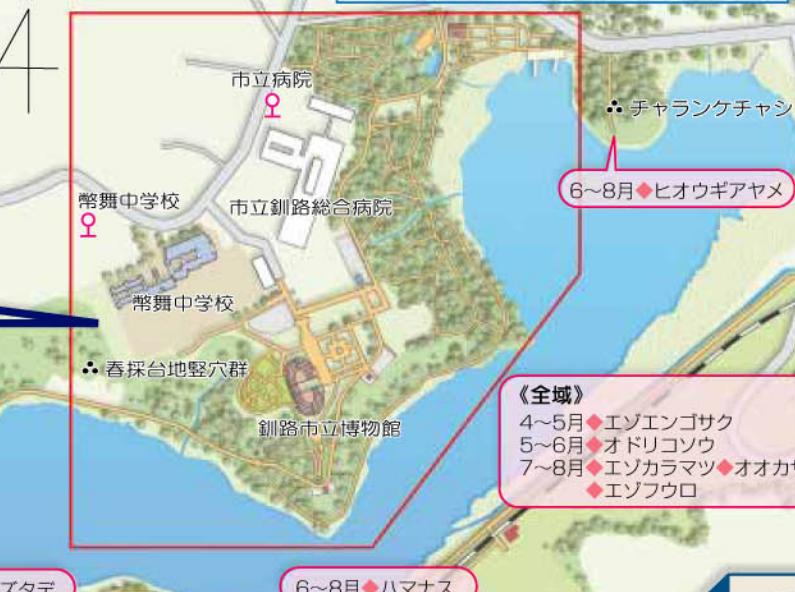 市立病院
チャランケチャシ
6〜8月◆ヒオウギアヤメ
幣舞中学校
市立釧路総合病院
幣舞中学校
春採台地竪穴群
釧路市立博物館
《全域》
4〜5月◆エゾエンゴサク
5〜6月◆オドリコソウ
7〜8月◆エゾカラマツ◆オオカサ
◆エゾフウロ
ズタデ
6〜8月◆ハマナス